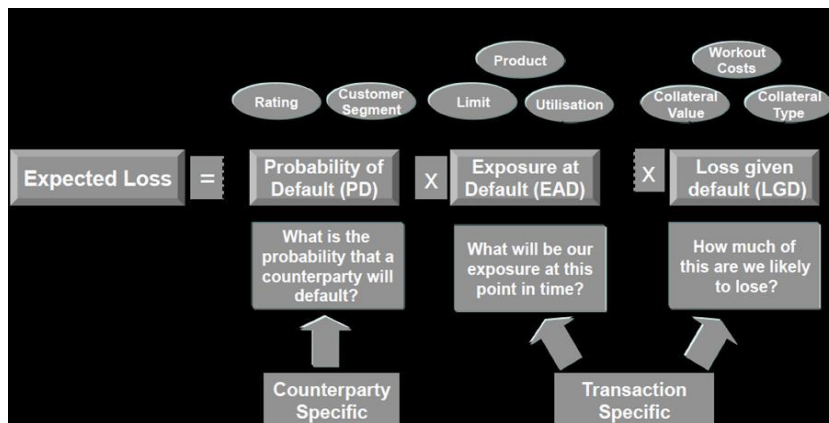 Product
Workout
Costs
Rating
Customer
Segment
Limit
Utilisation
Collateral
Value
Collateral
Type
Expected Loss
=
Probability of
Default (PD)
X
Exposure at
Default (EAD)
X
Loss given
default (LGD)
What is the
probability that a
counterparty will
default?
What will be our
exposure at this
point in time?
How much of
this are we likely
to lose?
Counterparty
Specific
Transaction
Specific